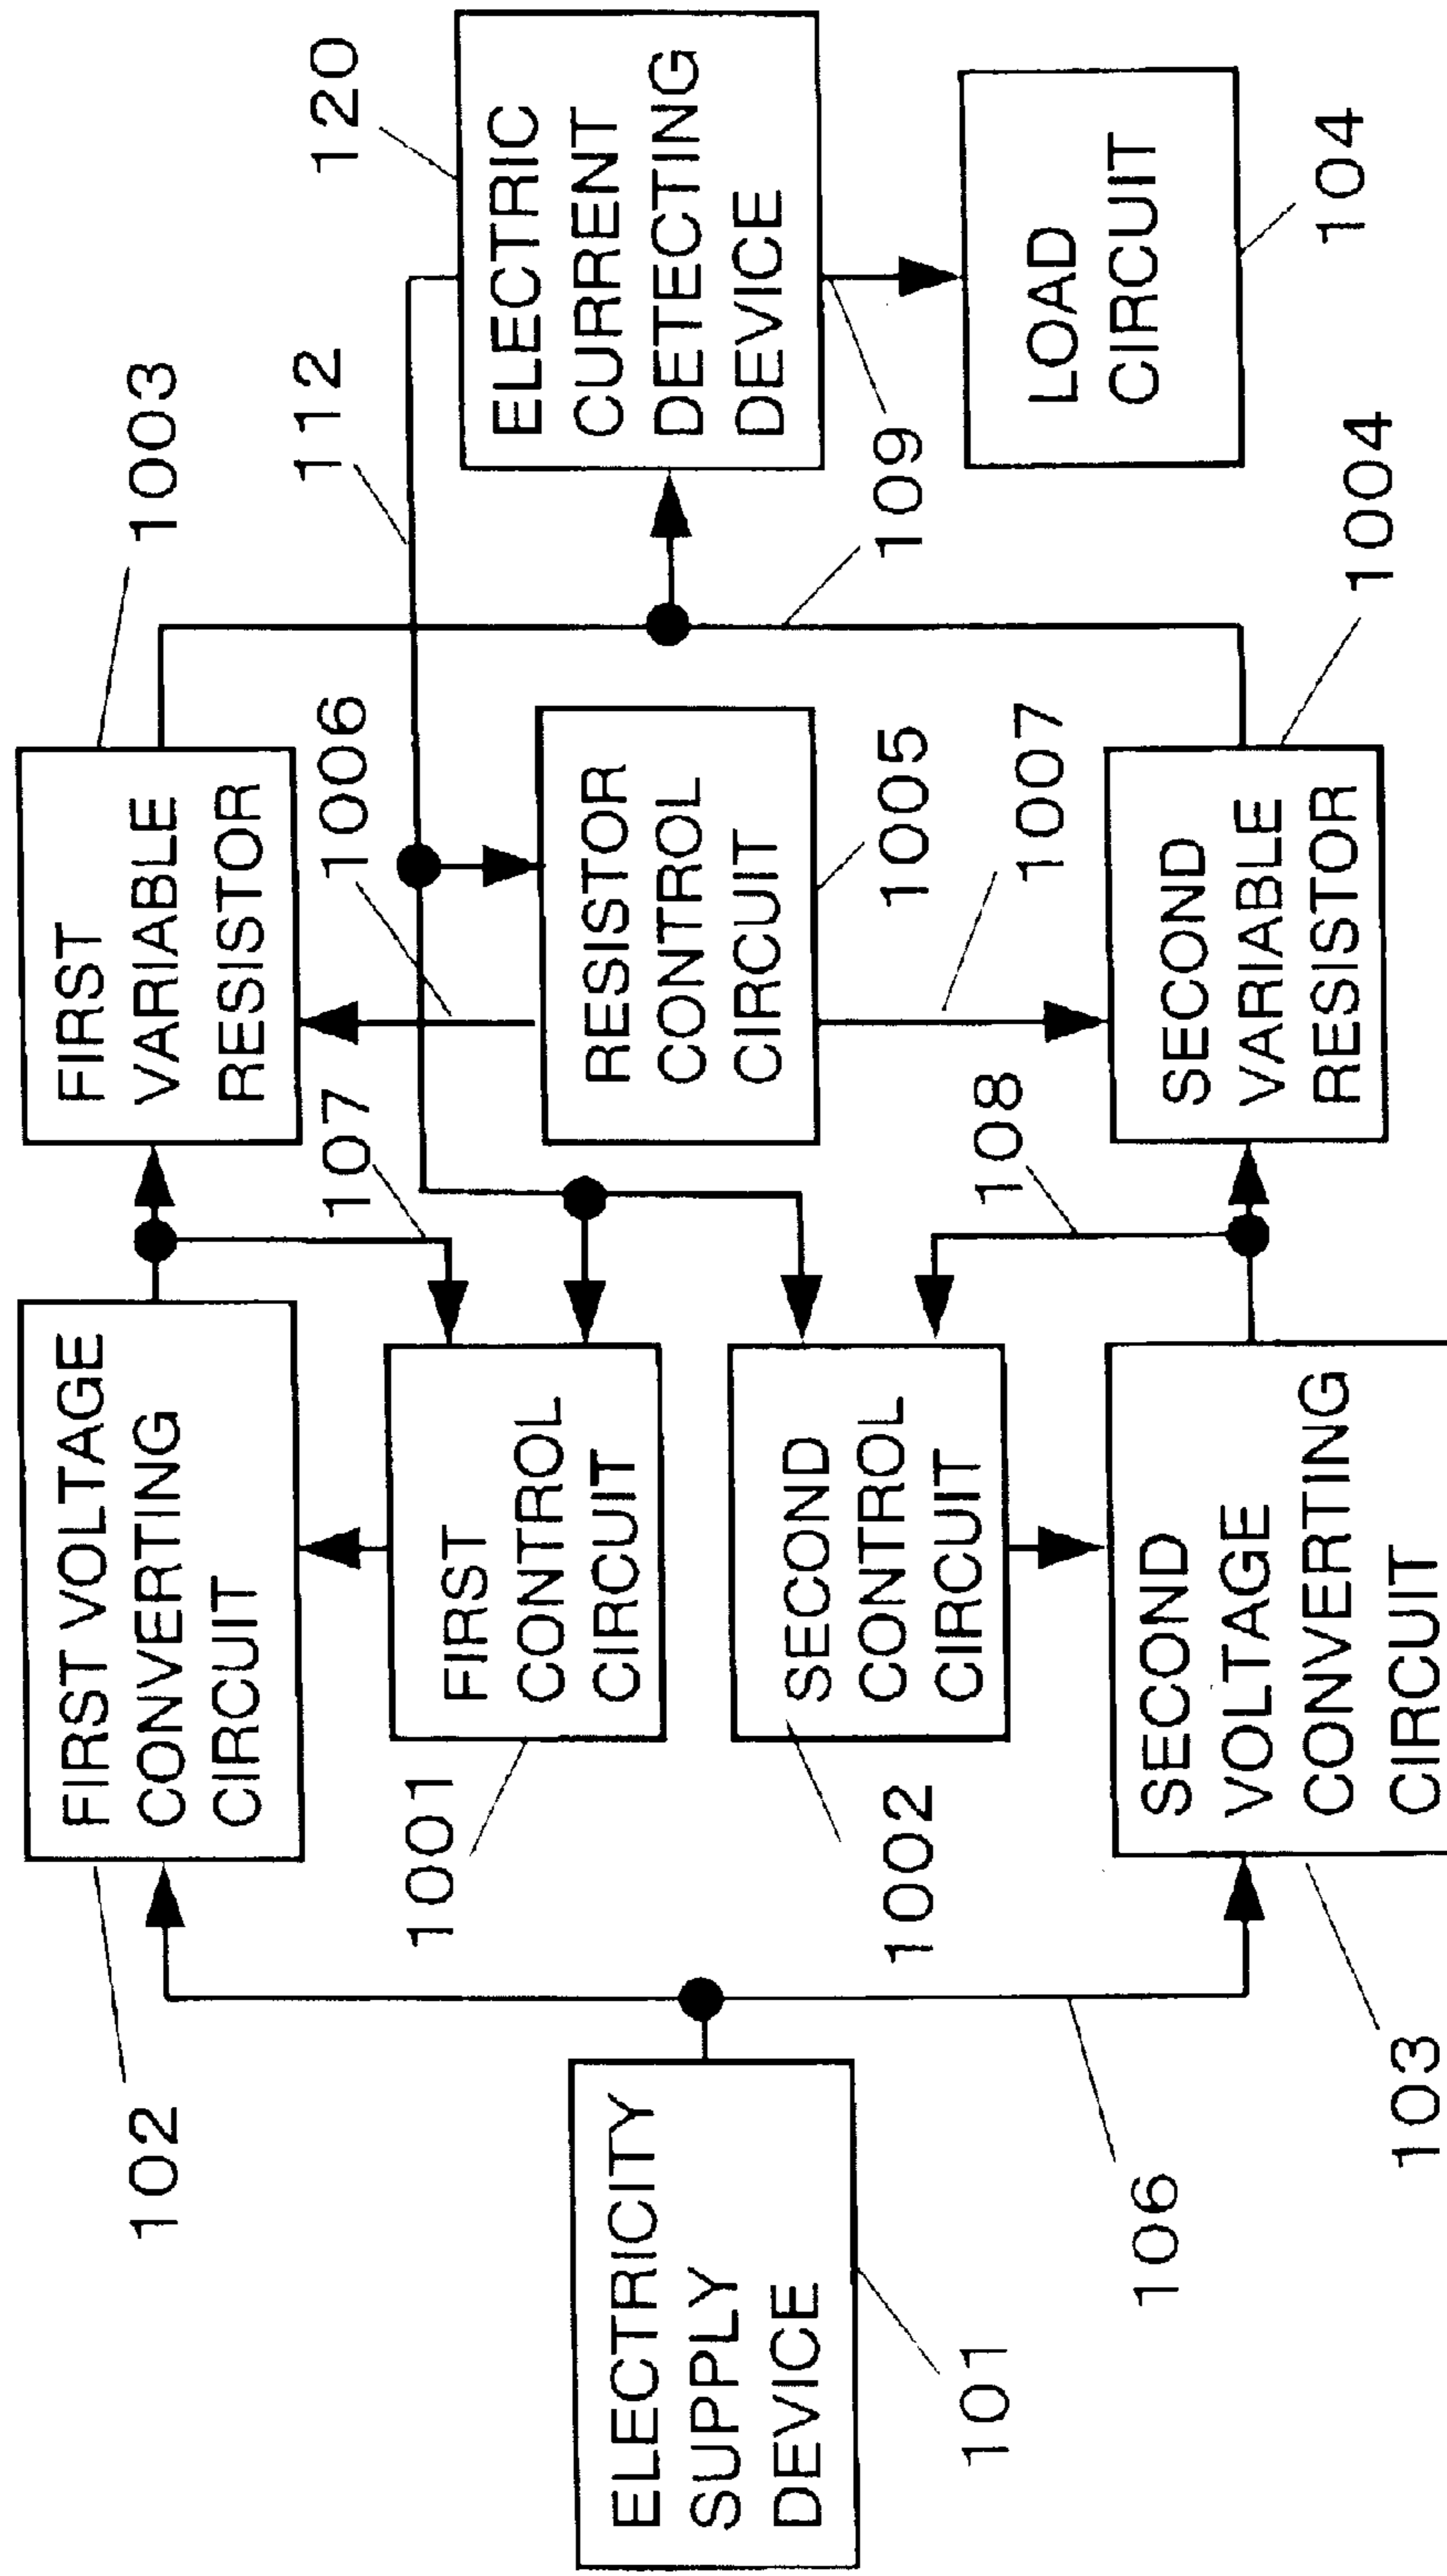 102
FIRST VOLTAGE
CONVERTING
CIRCUIT
FIRST
VARIABLE
RESISTOR
1003
107
1006
112
120
1001
FIRST
CONTROL
CIRCUIT
RESISTOR
CONTROL
CIRCUIT
1005
ELECTRIC
CURRENT
DETECTING
DEVICE
ELECTRICITY
SUPPLY
DEVICE
101
1002
SECOND
CONTROL
CIRCUIT
108
1007
109
LOAD
CIRCUIT
104
106
103
SECOND
VOLTAGE
CONVERTING
CIRCUIT
SECOND
VARIABLE
RESISTOR
1004